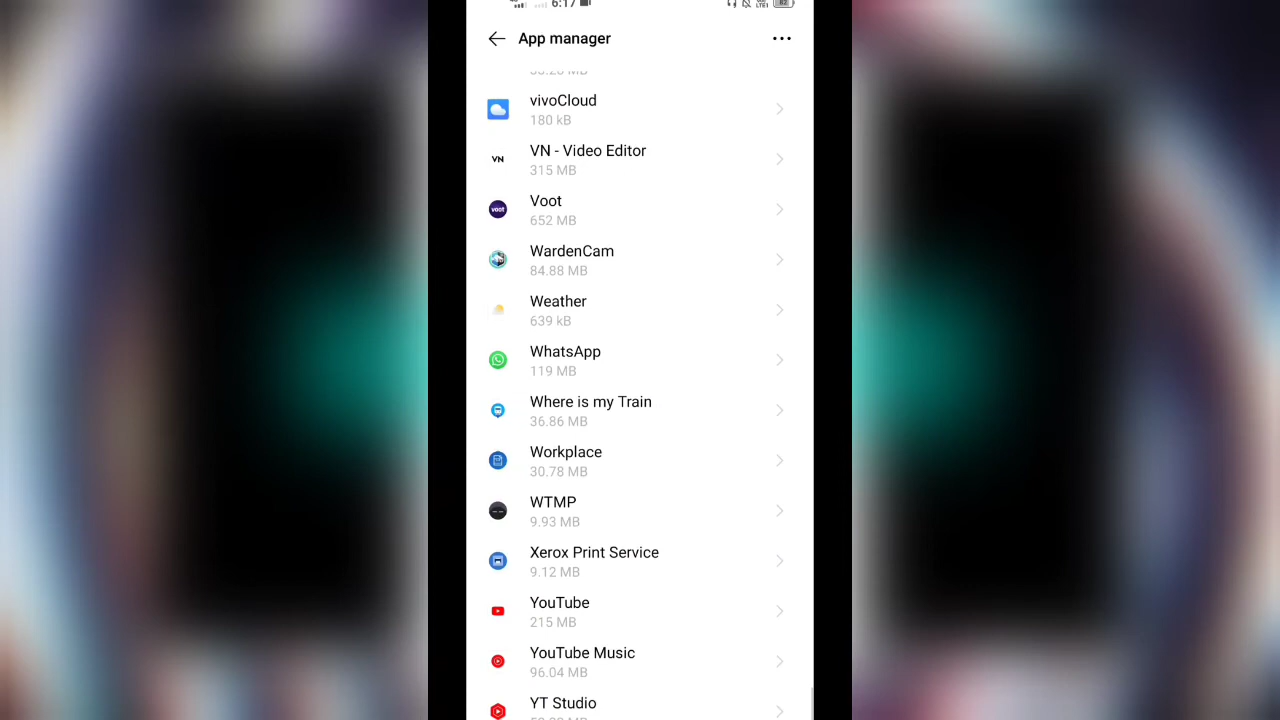 6:17
App manager
vivoCloud
180 kB
VN - Video Editor
315 MB
Voot
652 MB
WardenCam
84.88 MB
Weather
639 kB
WhatsApp
119 MB
Where is my Train
36.86 MB
Workplace
30.78 MB
WTMP
9.93 MB
Xerox Print Service
9.12 MB
YouTube
215 MB
YouTube Music
96.04 MB
YT Studio